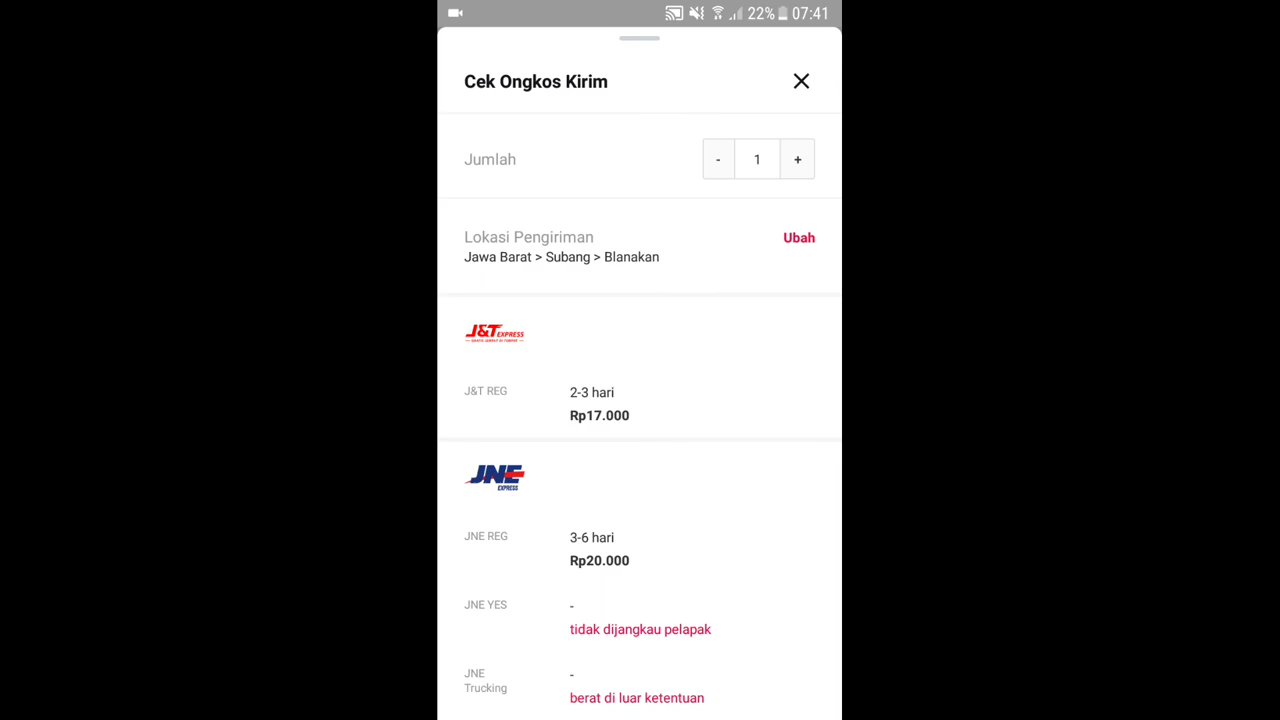 22% 07:41
Cek Ongkos Kirim
Jumlah
- 1 +
Lokasi Pengiriman
Ubah
Jawa Barat > Subang > Blanakan
J&T EXPRESS
J&T REG
2-3 hari
Rp17.000
JNE
EXPRESS
JNE REG
3-6 hari
Rp20.000
JNE YES
-
tidak dijangkau pelapak
JNE
Trucking
-
berat di luar ketentuan